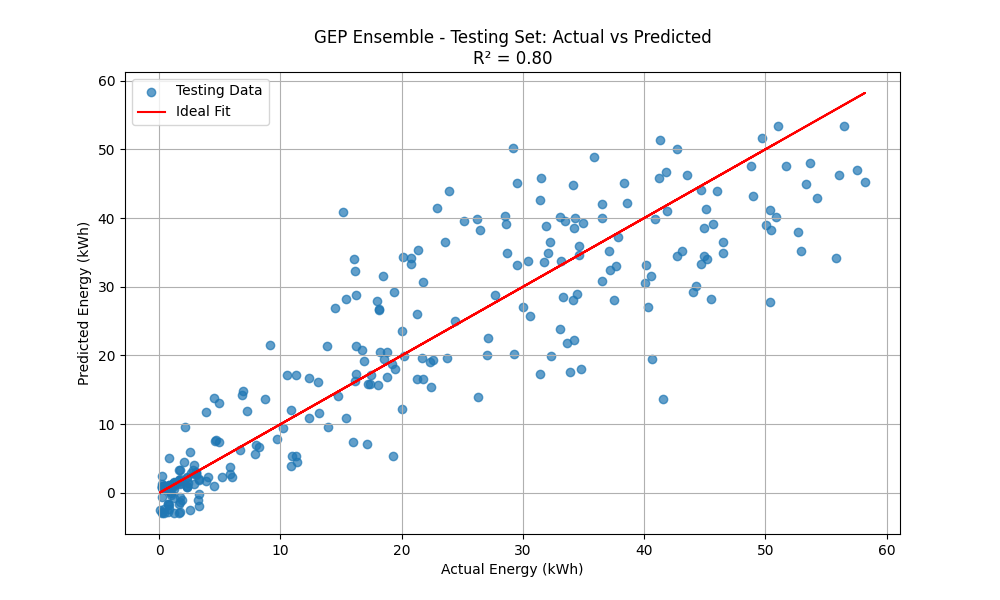 GEP Ensemble - Testing Set: Actual vs Predicted
R² = 0.80
Testing Data
Ideal Fit
Predicted Energy (kWh)
60
50
40
30
20
10
0
0 10 20 30 40 50 60
Actual Energy (kWh)